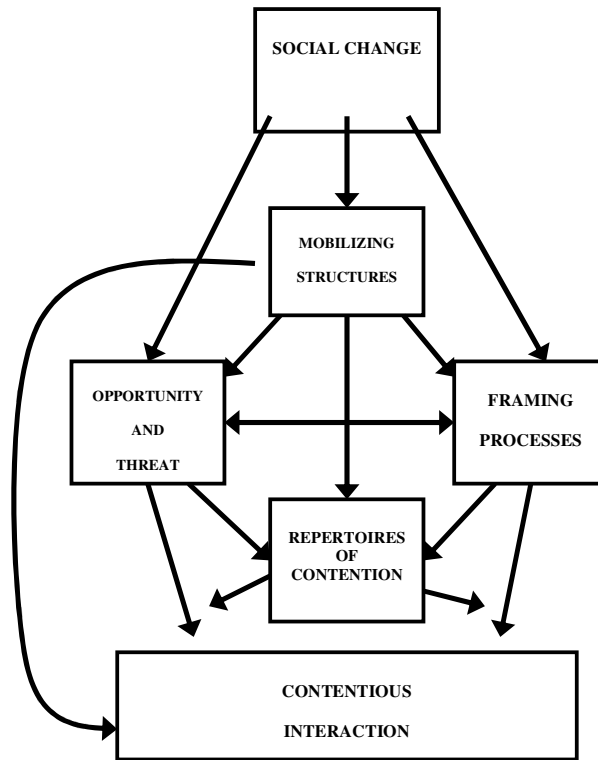 SOCIAL CHANGE
MOBILIZING
STRUCTURES
OPPORTUNITY
AND
THREAT
FRAMING
PROCESSES
REPERTOIRES
OF
CONTENTION
CONTENTIOUS
INTERACTION